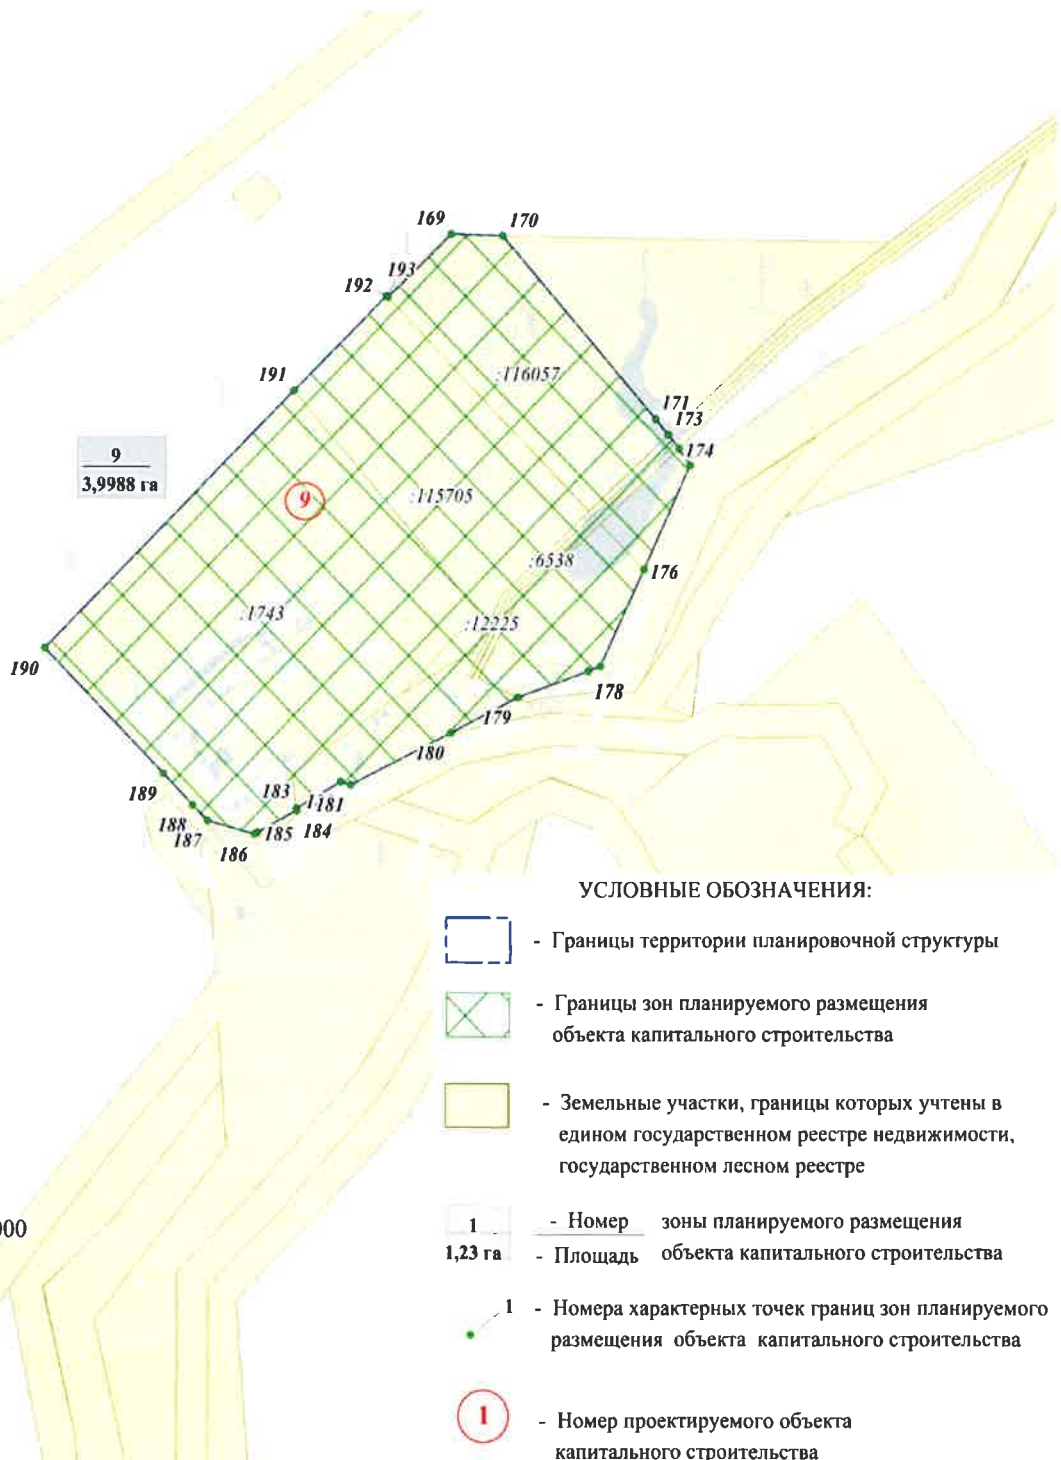 169
170
193
192
191
:116057
171
173
174
9
3,9988 га
9
:115705
:6538
176
:1743
:12225
190
178
179
180
189
183
181
188
185
184
187
186
УСЛОВНЫЕ ОБОЗНАЧЕНИЯ:
- Границы территории планировочной структуры
- Границы зон планируемого размещения
объекта капитального строительства
- Земельные участки, границы которых учтены в
едином государственном реестре недвижимости,
государственном лесном реестре
000
1 - Номер зоны планируемого размещения
1,23 га - Площадь объекта капитального строительства
1 - Номера характерных точек границ зон планируемого
размещения объекта капитального строительства
1 - Номер проектируемого объекта
капитального строительства